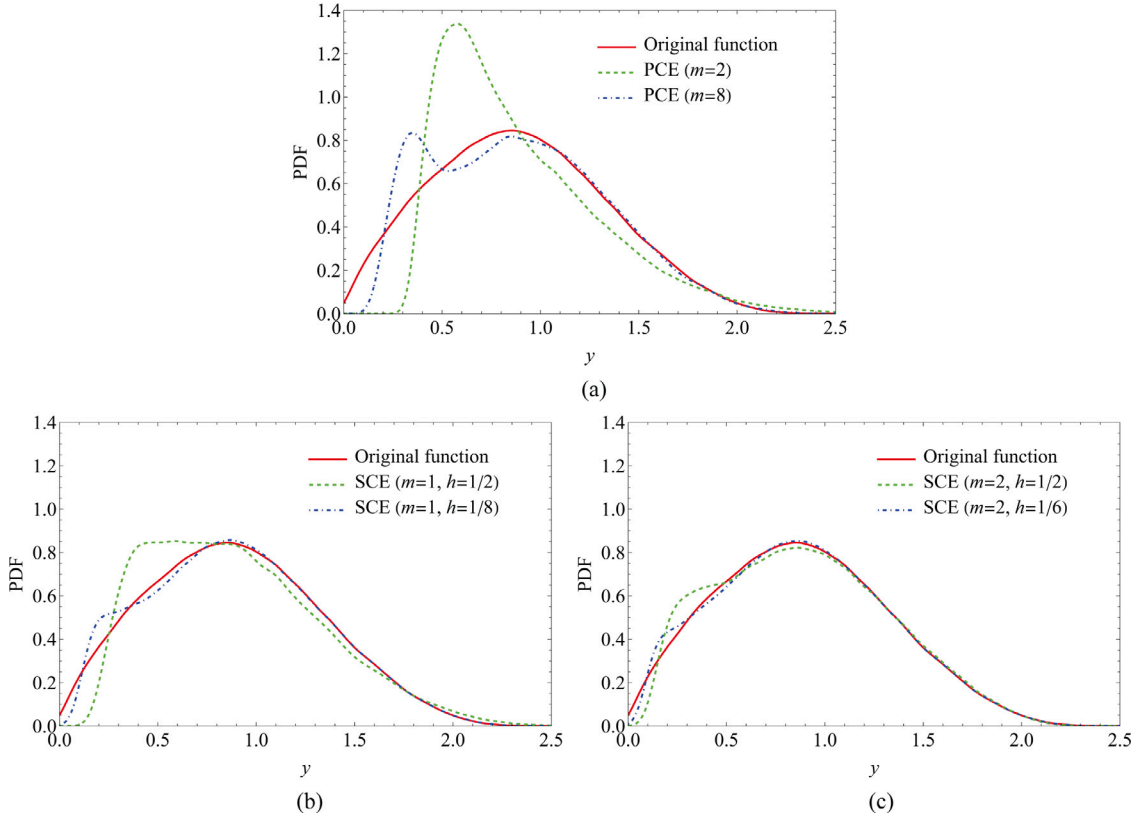 1.4
1.2
1.0
0.8
0.6
0.4
0.2
0.0
PDF
Original function
PCE (m=2)
PCE (m=8)
0.0 0.5 1.0 1.5 2.0 2.5
y
(a)
1.4
1.2
1.0
0.8
0.6
0.4
0.2
0.0
PDF
Original function
SCE (m=1, h=1/2)
SCE (m=1, h=1/8)
0.0 0.5 1.0 1.5 2.0 2.5
y
(b)
1.4
1.2
1.0
0.8
0.6
0.4
0.2
0.0
PDF
Original function
SCE (m=2, h=1/2)
SCE (m=2, h=1/6)
0.0 0.5 1.0 1.5 2.0 2.5
y
(c)